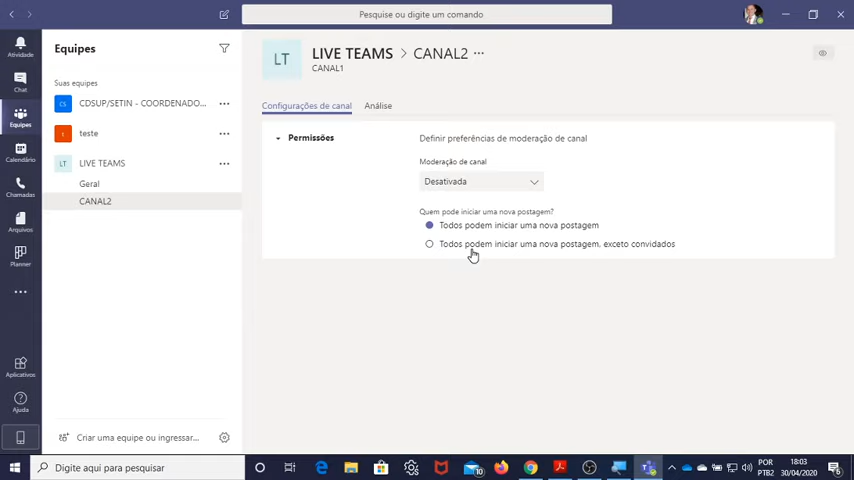 Pesquise ou digite um comando
Atividade
Chat
Equipes
Calendário
Chamadas
Arquivos
Planner
Aplicativos
Ajuda
Equipes
Suas equipes
CS CDSUP/SETIN - COORDENADO...
t teste
LT LIVE TEAMS
Geral
CANAL2
Criar uma equipe ou ingressar...
LT LIVE TEAMS > CANAL2 ...
CANAL1
Configurações de canal Análise
Permissões Definir preferências de moderação de canal
Moderação de canal
Desativada
Quem pode iniciar uma nova postagem?
Todos podem iniciar uma nova postagem
Todos podem iniciar uma nova postagem, exceto convidados
Digite aqui para pesquisar
10
POR
PTB2
18:03
30/04/2020